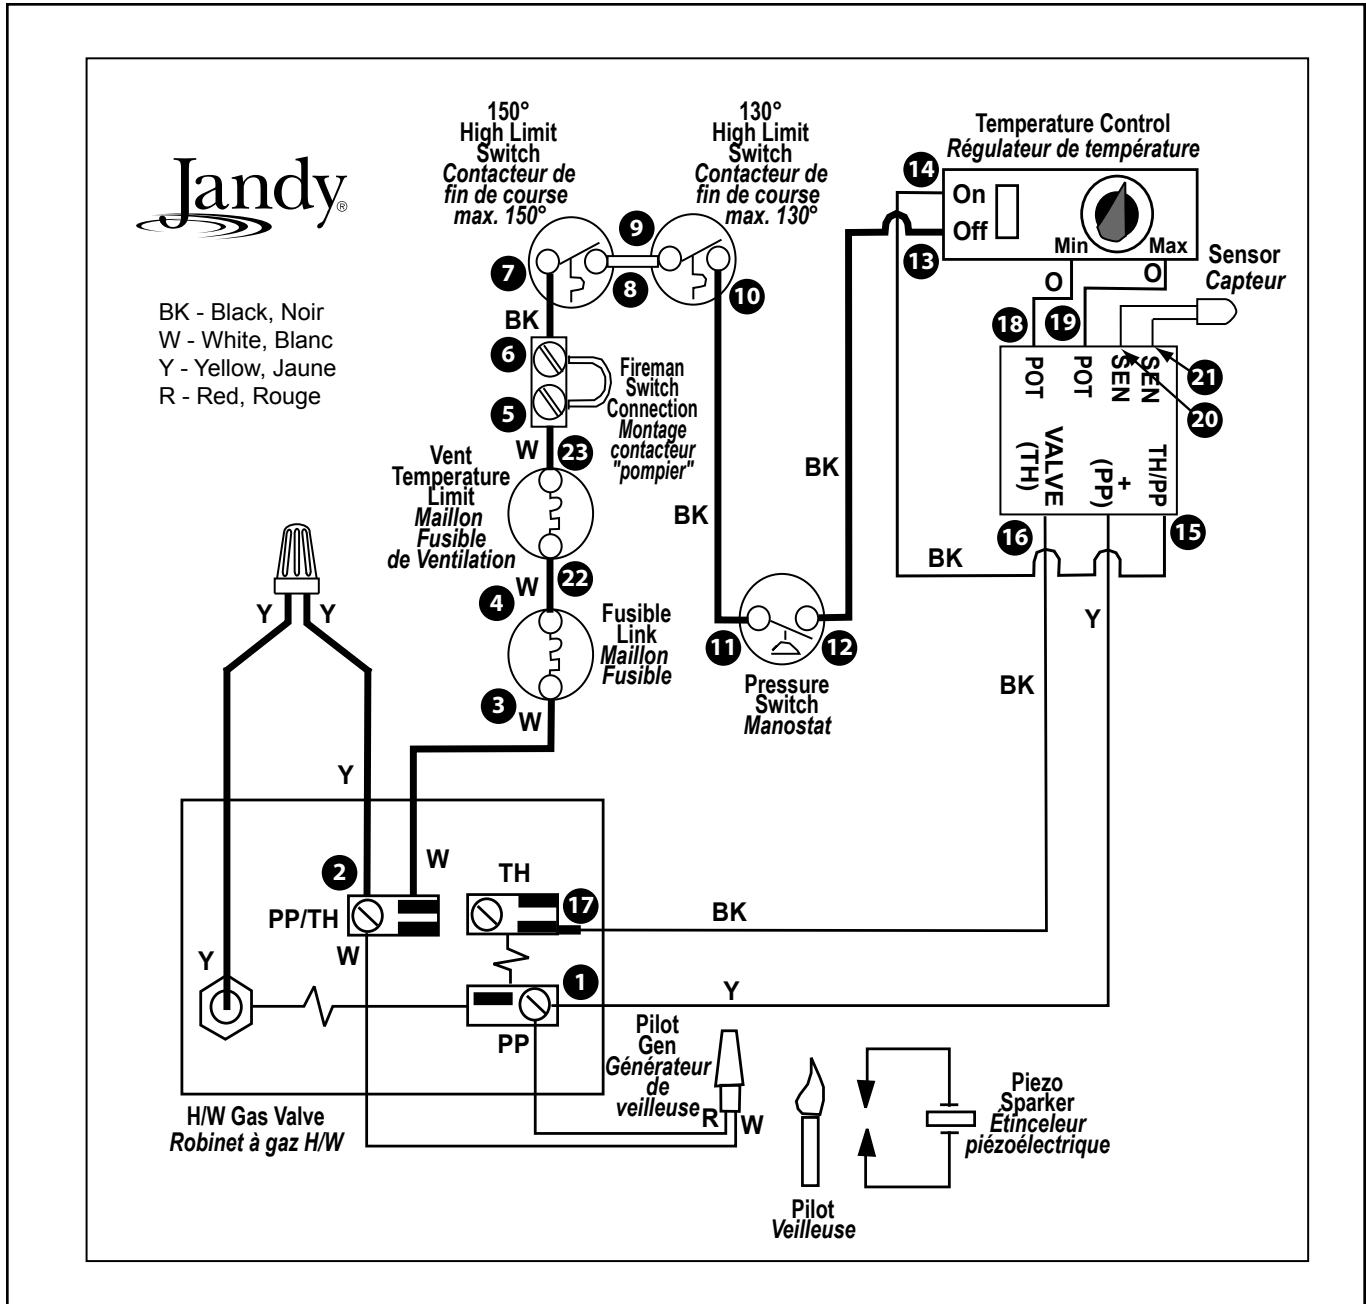 Jandy®
BK - Black, Noir
W - White, Blanc
Y - Yellow, Jaune
R - Red, Rouge
150°
High Limit
Switch
Contacteur de
fin de course
max. 150°
130°
High Limit
Switch
Contacteur de
fin de course
max. 130°
Temperature Control
Régulateur de température
14
On
Off
13
Min
Max
Sensor
Capteur
O
O
9
7
8
10
BK
6
5
Fireman
Switch
Connection
Montage
contacteur
"pompier"
18
19
POT
POT
SEN
SEN
21
20
VALVE
(TH)
+
(PP)
TH/PP
16
15
W
23
Vent
Temperature
Limit
Maillon
Fusible
de Ventilation
BK
BK
BK
W
22
4
Fusible
Link
Maillon
Fusible
3
W
Y
Y
11
12
Pressure
Switch
Manostat
Y
BK
Y
W
2
TH
17
PP/TH
W
BK
Y
1
Y
PP
Pilot
Gen
Générateur
de
veilleuse
R
W
H/W Gas Valve
Robinet à gaz H/W
Piezo
Sparker
Étinceleur
piézoélectrique
Pilot
Veilleuse